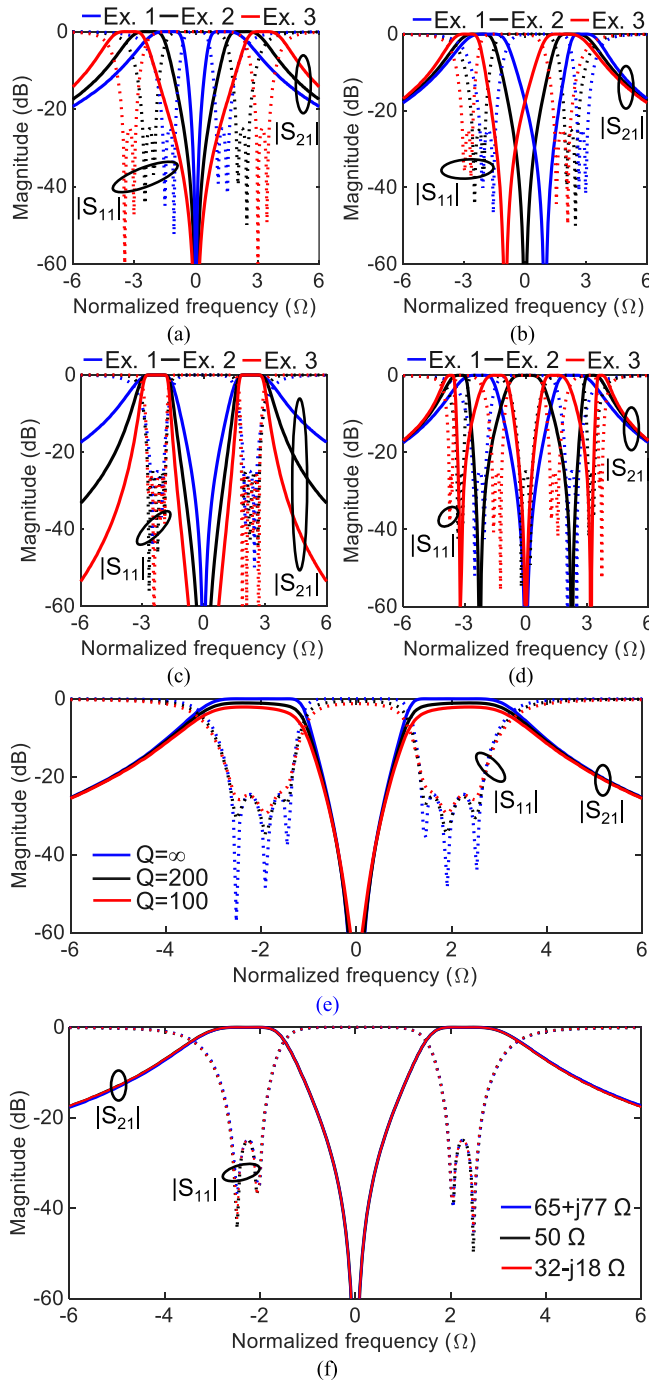 Ex. 1 Ex. 2 Ex. 3
0
-20
-40
-60
Magnitude (dB)
|S11|
|S21|
-6 -3 0 3 6
Normalized frequency (Ω)
(a)
0
-20
-40
-60
Magnitude (dB)
|S11|
|S21|
-6 -3 0 3 6
Normalized frequency (Ω)
(b)
Ex. 1 Ex. 2 Ex. 3
0
-20
-40
-60
Magnitude (dB)
|S11|
|S21|
-6 -3 0 3 6
Normalized frequency (Ω)
(c)
Ex. 1 Ex. 2 Ex. 3
0
-20
-40
-60
Magnitude (dB)
|S11|
|S21|
-6 -3 0 3 6
Normalized frequency (Ω)
(d)
0
-20
-40
-60
Magnitude (dB)
|S11|
|S21|
Q=∞
Q=200
Q=100
-6 -4 -2 0 2 4 6
Normalized frequency (Ω)
(e)
0
-20
-40
-60
Magnitude (dB)
|S21|
|S11|
65+j77 Ω
50 Ω
32-j18 Ω
-6 -4 -2 0 2 4 6
Normalized frequency (Ω)
(f)
Ex. 1 Ex. 2 Ex. 3